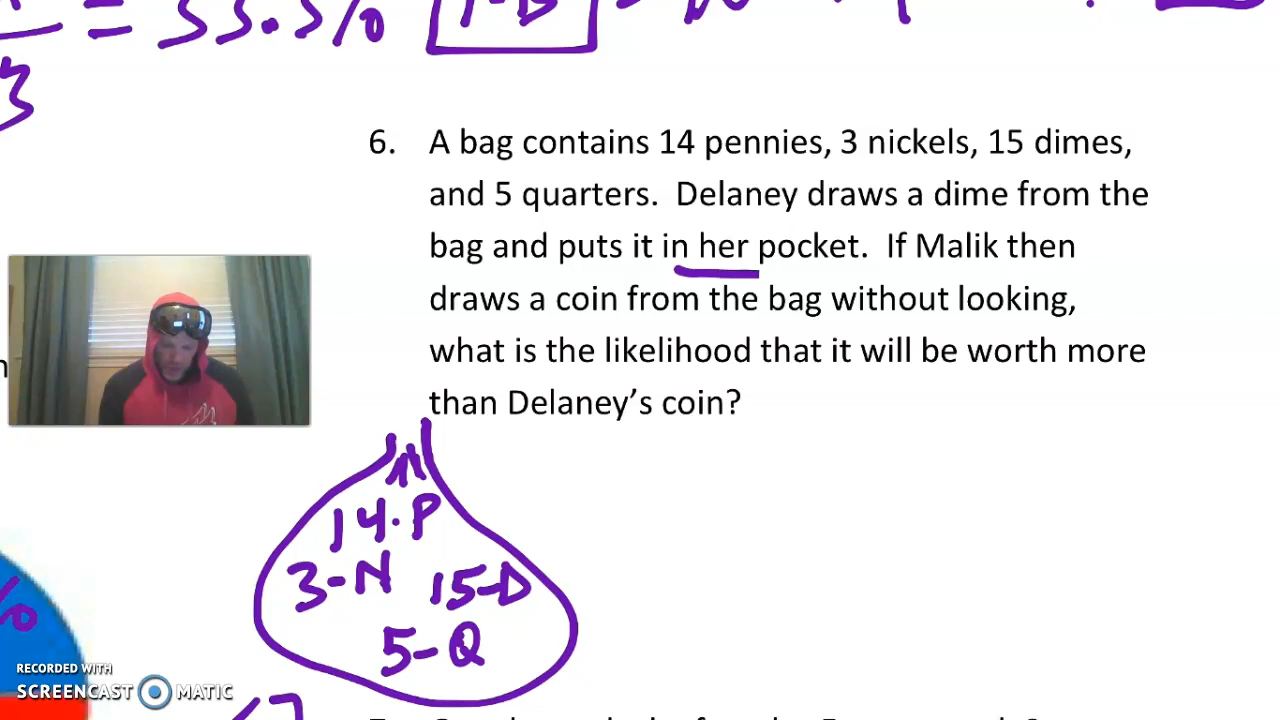 = 33.3%
3
6. A bag contains 14 pennies, 3 nickels, 15 dimes,
and 5 quarters. Delaney draws a dime from the
bag and puts it in her pocket. If Malik then
draws a coin from the bag without looking,
what is the likelihood that it will be worth more
than Delaney’s coin?
14-P
3-N 15-D
5-Q
%
RECORDED WITH
SCREENCAST MATIC